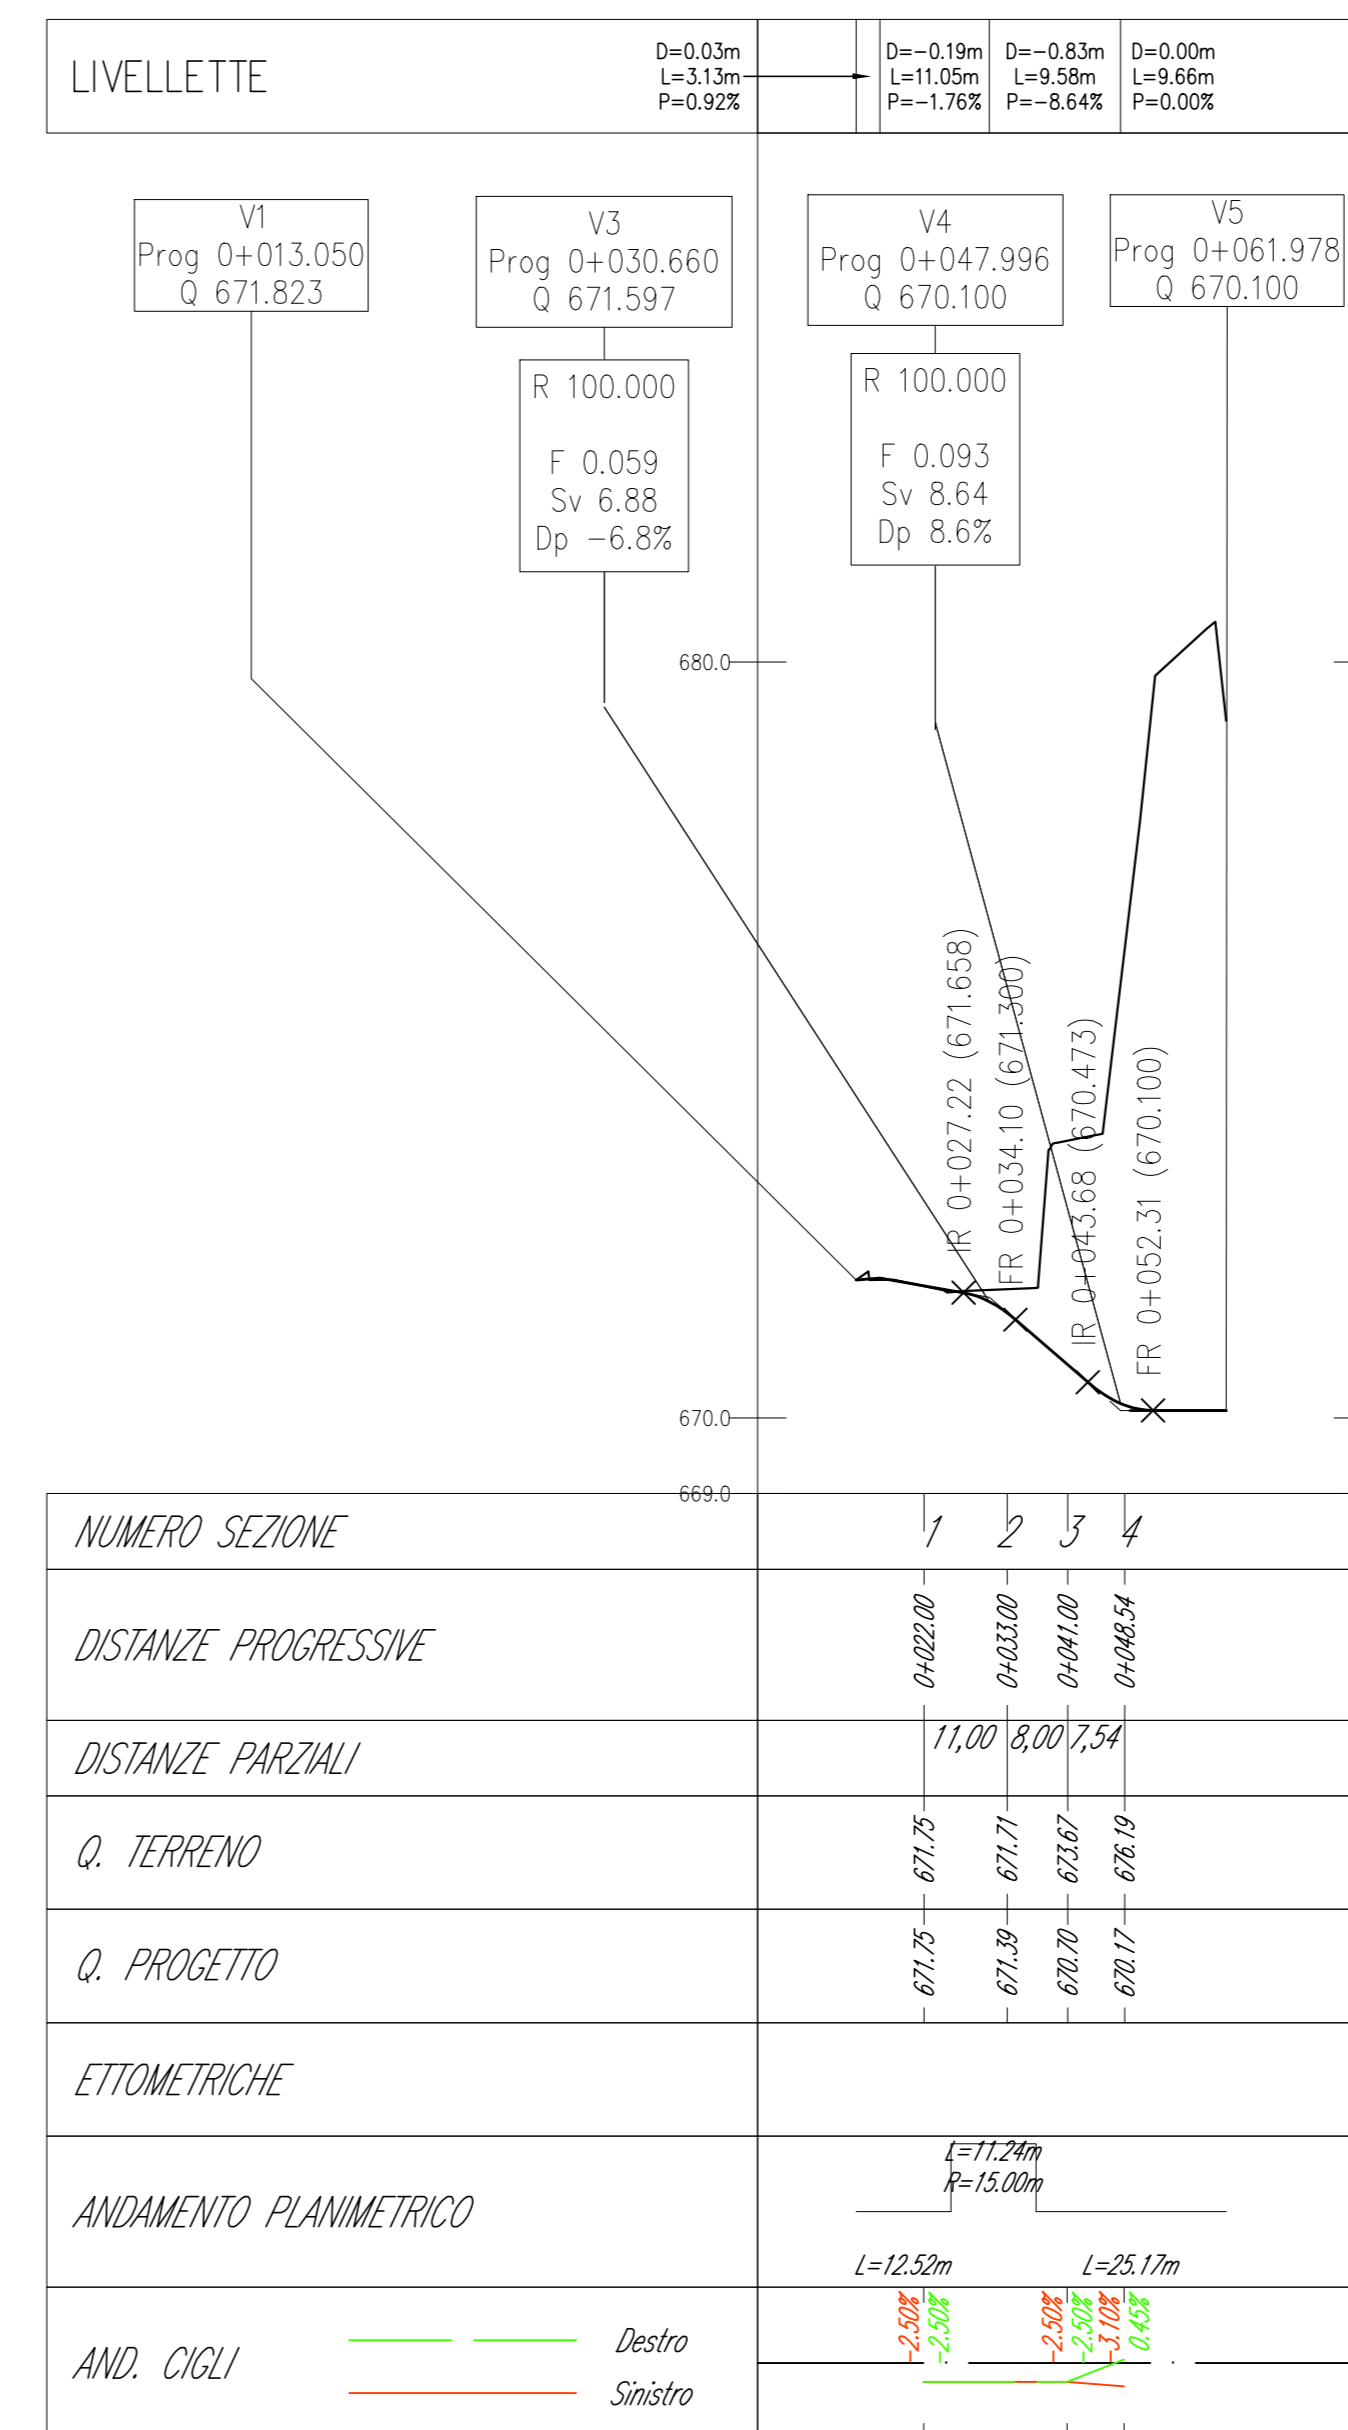 LIVELLETTE
D=0.03m
L=3.13m
P=0.92%
D=-0.19m
L=11.05m
P=-1.76%
D=-0.83m
L=9.58m
P=-8.64%
D=0.00m
L=9.66m
P=0.00%
V1
Prog 0+013.050
Q 671.823
V3
Prog 0+030.660
Q 671.597
R 100.000
F 0.059
Sv 6.88
Dp -6.8%
V4
Prog 0+047.996
Q 670.100
R 100.000
F 0.093
Sv 8.64
Dp 8.6%
V5
Prog 0+061.978
Q 670.100
680.0
IR 0+027.22 (671.658)
FR 0+034.10 (671.300)
IR 0+043.68 (670.473)
FR 0+052.31 (670.100)
670.0
669.0
NUMERO SEZIONE
1 2 3 4
DISTANZE PROGRESSIVE
0+022.00 0+033.00 0+041.00 0+048.54
DISTANZE PARZIALI
11,00 8,00 7,54
Q. TERRENO
671.75 671.71 673.67 676.19
Q. PROGETTO
671.75 671.39 670.70 670.17
ETTOMETRICHE
ANDAMENTO PLANIMETRICO
L=11.24m
R=15.00m
L=12.52m L=25.17m
AND. CIGLI
Destro
Sinistro
-2.50% -2.50% -2.50% -2.50% -3.10% 0.45%